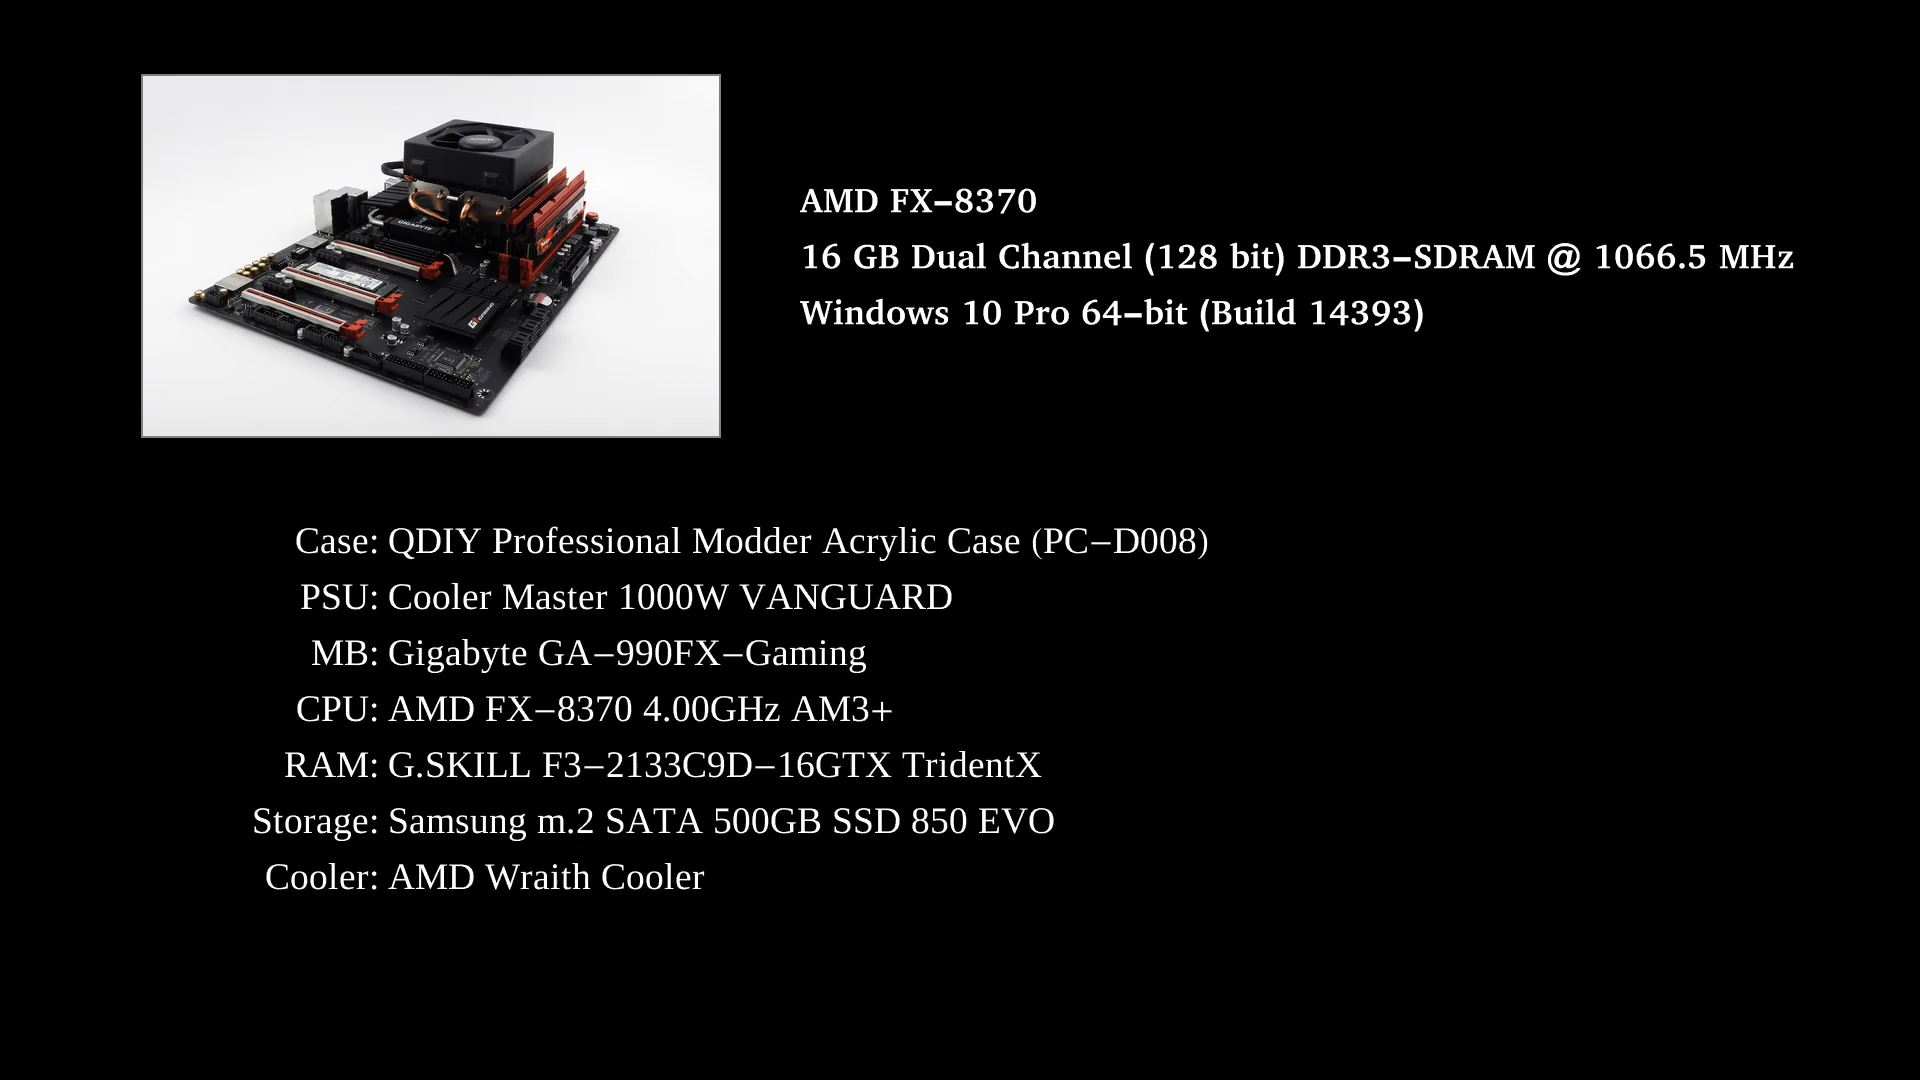 GIGABYTE
GAMING
AMD FX-8370
16 GB Dual Channel (128 bit) DDR3-SDRAM @ 1066.5 MHz
Windows 10 Pro 64-bit (Build 14393)
Case: QDIY Professional Modder Acrylic Case (PC-D008)
PSU: Cooler Master 1000W VANGUARD
MB: Gigabyte GA-990FX-Gaming
CPU: AMD FX-8370 4.00GHz AM3+
RAM: G.SKILL F3-2133C9D-16GTX TridentX
Storage: Samsung m.2 SATA 500GB SSD 850 EVO
Cooler: AMD Wraith Cooler